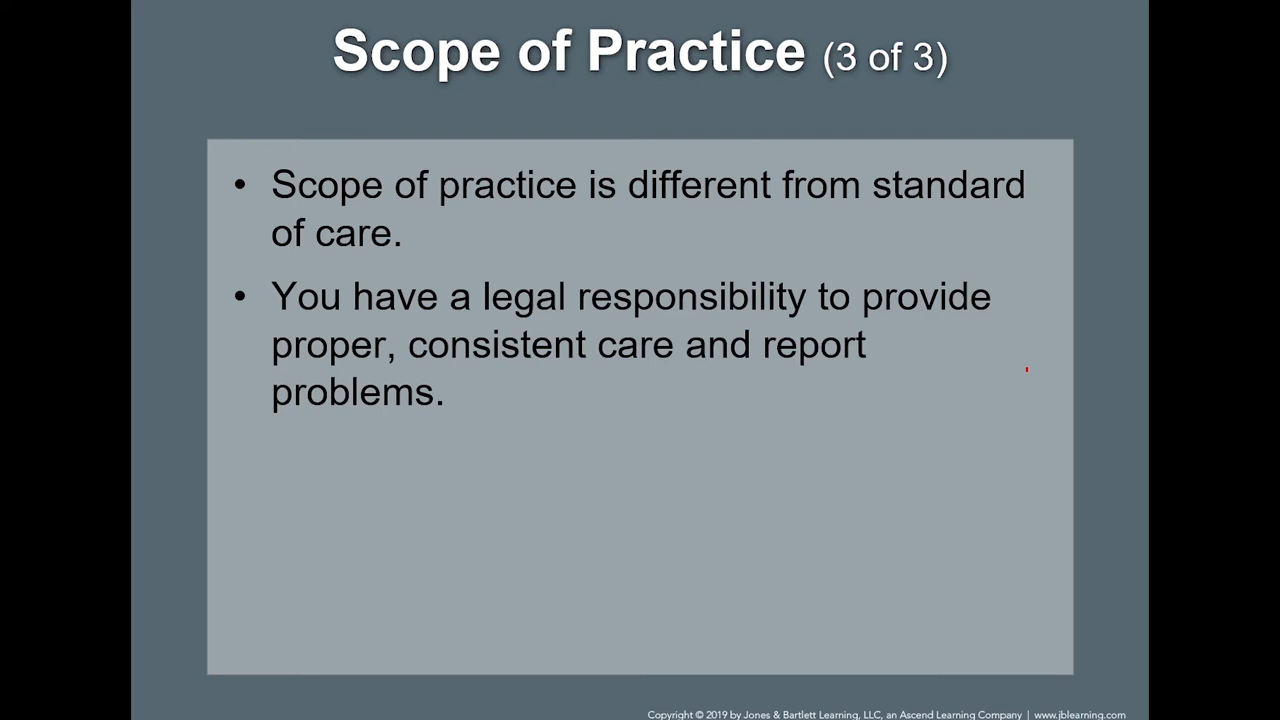 Scope of Practice (3 of 3)
• Scope of practice is different from standard
of care.
• You have a legal responsibility to provide
proper, consistent care and report
problems.
Copyright © 2019 by Jones & Bartlett Learning, LLC, an Ascend Learning Company | www.jblearning.com